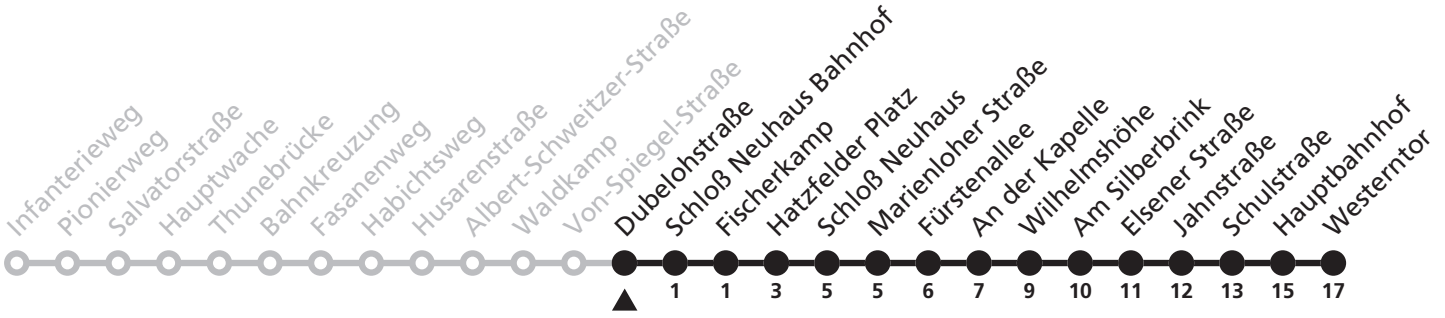 Infanterieweg
Pionierweg
Salvatorstraße
Hauptwache
Thunebrücke
Bahnkreuzung
Fasanenweg
Habichtsweg
Husarenstraße
Albert-Schweitzer-Straße
Waldkamp
Von-Spiegel-Straße
Dubelohstraße
Schloß Neuhaus Bahnhof
Fischerkamp
Hatzfelder Platz
Schloß Neuhaus
Marienloher Straße
Fürstenallee
An der Kapelle
Wilhelmshöhe
Am Silberbrink
Elsener Straße
Jahnstraße
Schulstraße
Hauptbahnhof
Westerntor
1 1 3 5 5 6 7 9 10 11 12 13 15 17